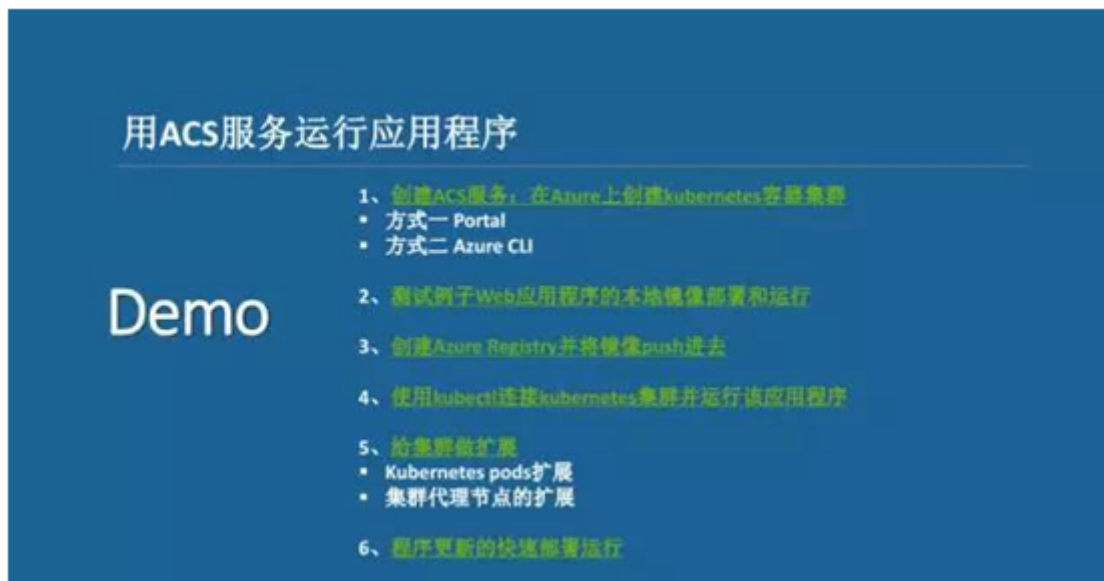 用ACS服务运行应用程序
Demo
1、创建ACS服务：在Azure上创建kubernetes容器集群
▪ 方式一 Portal
▪ 方式二 Azure CLI
2、测试例子Web应用程序的本地镜像部署和运行
3、创建Azure Registry并将镜像push进去
4、使用kubectl连接kubernetes集群并运行该应用程序
5、给集群做扩展
▪ Kubernetes pods扩展
▪ 集群代理节点的扩展
6、程序更新的快速部署运行